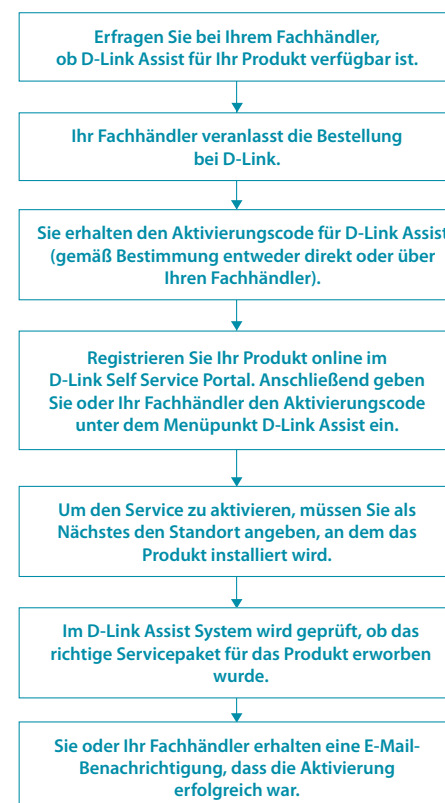 Erfragen Sie bei Ihrem Fachhändler,
ob D-Link Assist für Ihr Produkt verfügbar ist.
Ihr Fachhändler veranlasst die Bestellung
bei D-Link.
Sie erhalten den Aktivierungscode für D-Link Assist
(gemäß Bestimmung entweder direkt oder über
Ihren Fachhändler).
Registrieren Sie Ihr Produkt online im
D-Link Self Service Portal. Anschließend geben
Sie oder Ihr Fachhändler den Aktivierungscode
unter dem Menüpunkt D-Link Assist ein.
Um den Service zu aktivieren, müssen Sie als
Nächstes den Standort angeben, an dem das
Produkt installiert wird.
Im D-Link Assist System wird geprüft, ob das
richtige Servicepaket für das Produkt erworben
wurde.
Sie oder Ihr Fachhändler erhalten eine E-Mail-
Benachrichtigung, dass die Aktivierung
erfolgreich war.